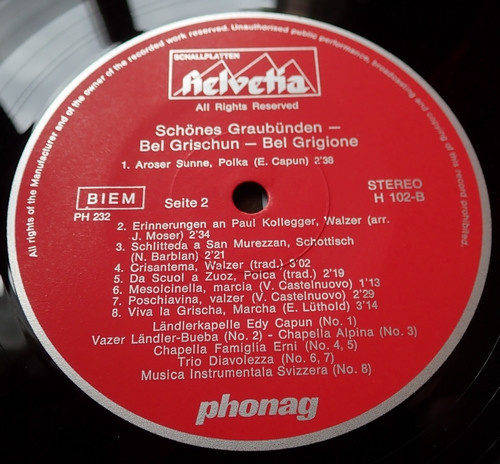 All rights of the Manufacturer and of the owner of the recorded work reserved. Unauthorised public performance, broadcasting and copying of this record prohibited.
SCHALLPLATTEN
Helvetia
All Rights Reserved
Schönes Graubünden –
Bel Grischun – Bel Grigione
1. Aroser Sunne, Polka (E. Capun) 2'38
BIEM
PH 232
Seite 2
STEREO
H 102-B
2. Erinnerungen an Paul Kollegger, Walzer (arr.
J. Moser) 2'34
3. Schlitteda a San Murezzan, Schottisch
(N. Barblan) 2'21
4. Crisantema, Walzer (trad.) 3'02
5. Da Scuol a Zuoz, Polca (trad.) 2'19
6. Mesolcinella, marcia (V. Castelnuovo) 1'13
7. Poschiavina, valzer (V. Castelnuovo) 2'29
8. Viva la Grischa, Marcha (E. Lüthold) 3'14
Ländlerkapelle Edy Capun (No. 1)
Vazer Ländler-Bueba (No. 2) - Chapella Alpina (No. 3)
Chapella Famiglia Erni (No. 4, 5)
Trio Diavolezza (No. 6, 7)
Musica Instrumentala Svizzera (No. 8)
phonag